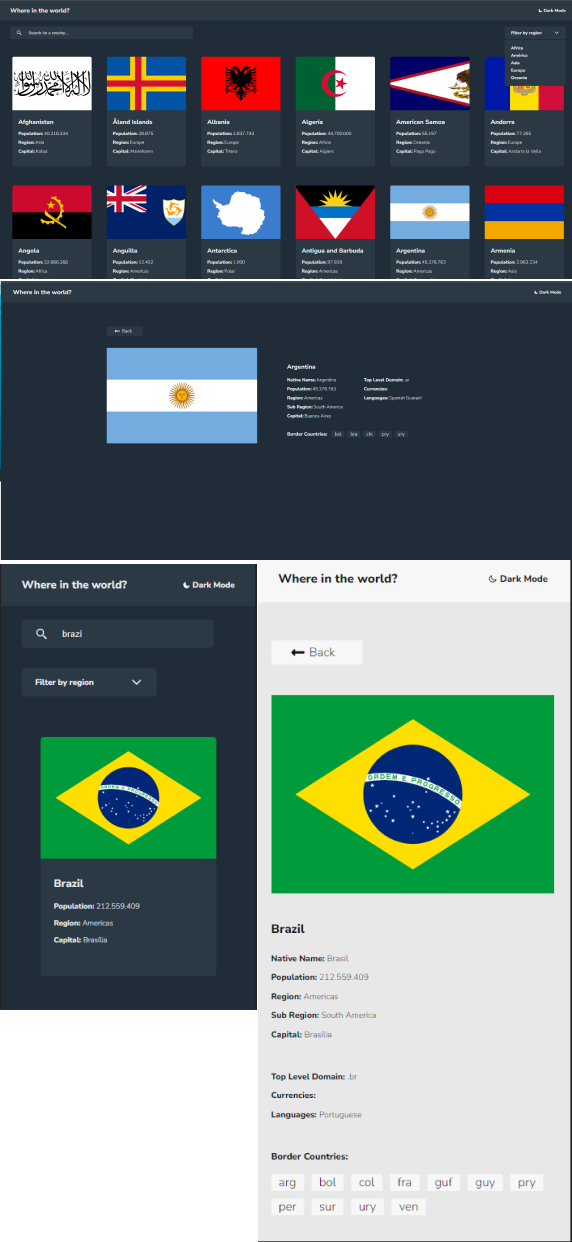 Where in the world?
Dark Mode
Search for a country...
Filter by region
Africa
América
Asia
Europa
Oceania
Afghanistan
Population: 40.218.234
Region: Asia
Capital: Kabul
Åland Islands
Population: 28.875
Region: Europe
Capital: Mariehamn
Albania
Population: 2.837.743
Region: Europe
Capital: Tirana
Algeria
Population: 44.700.000
Region: Africa
Capital: Algiers
American Samoa
Population: 55.197
Region: Oceania
Capital: Pago Pago
Andorra
Population: 77.265
Region: Europe
Capital: Andorra la Vella
Angola
Population: 32.866.268
Region: Africa
Anguilla
Population: 13.452
Region: Americas
Antarctica
Population: 1.000
Region: Polar
Antigua and Barbuda
Population: 97.928
Region: Americas
Argentina
Population: 45.376.763
Region: Americas
Armenia
Population: 2.963.234
Region: Asia
Where in the world?
Dark Mode
Back
Argentina
Native Name: Argentina
Population: 45.376.763
Region: Americas
Sub Region: South America
Capital: Buenos Aires
Top Level Domain: .ar
Currencies:
Languages: Spanish Guaraní
Border Countries: bol bra chl pry ury
Where in the world?
Dark Mode
brazi
Filter by region
ORDEM E PROGRESSO
Brazil
Population: 212.559.409
Region: Americas
Capital: Brasília
Where in the world?
Dark Mode
Back
ORDEM E PROGRESSO
Brazil
Native Name: Brasil
Population: 212.559.409
Region: Americas
Sub Region: South America
Capital: Brasília
Top Level Domain: .br
Currencies:
Languages: Portuguese
Border Countries:
arg bol col fra guf guy pry
per sur ury ven